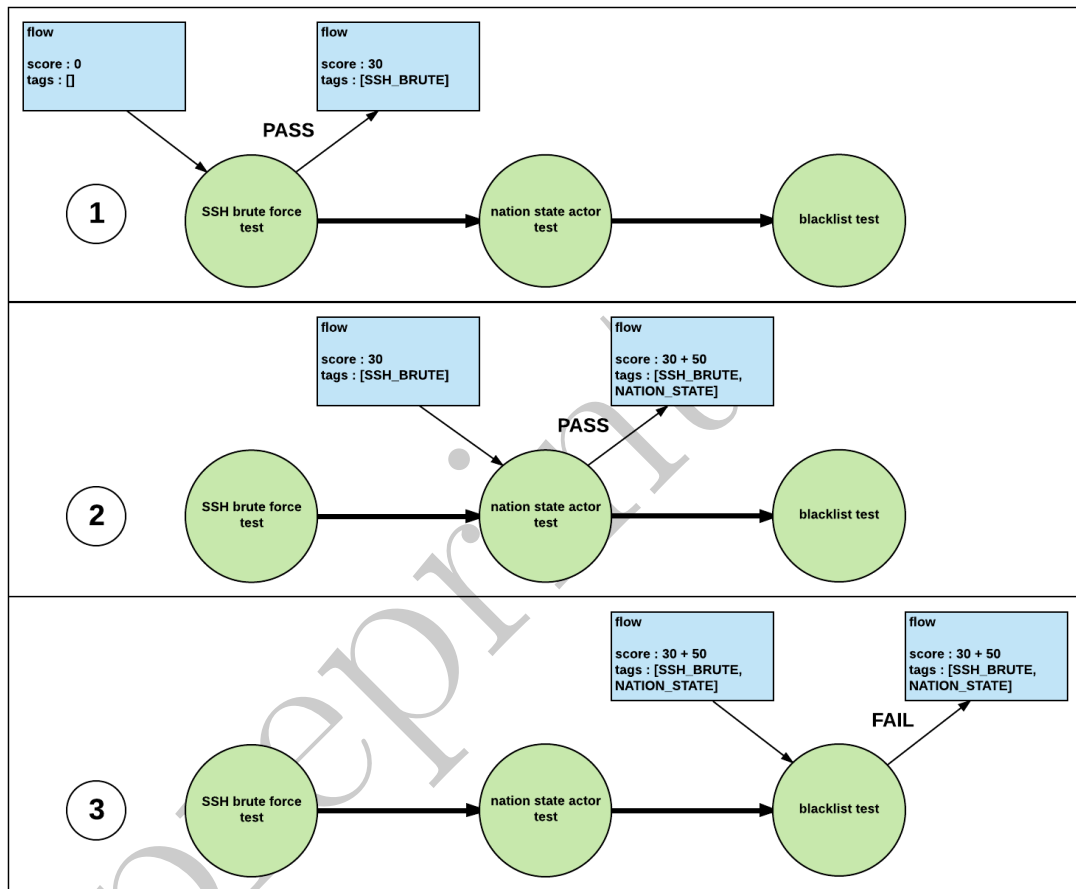 flow
score : 0
tags : []
flow
score : 30
tags : [SSH_BRUTE]
PASS
1
SSH brute force
test
nation state actor
test
blacklist test
flow
score : 30
tags : [SSH_BRUTE]
flow
score : 30 + 50
tags : [SSH_BRUTE,
NATION_STATE]
PASS
2
SSH brute force
test
nation state actor
test
blacklist test
flow
score : 30 + 50
tags : [SSH_BRUTE,
NATION_STATE]
flow
score : 30 + 50
tags : [SSH_BRUTE,
NATION_STATE]
FAIL
3
SSH brute force
test
nation state actor
test
blacklist test
preprint